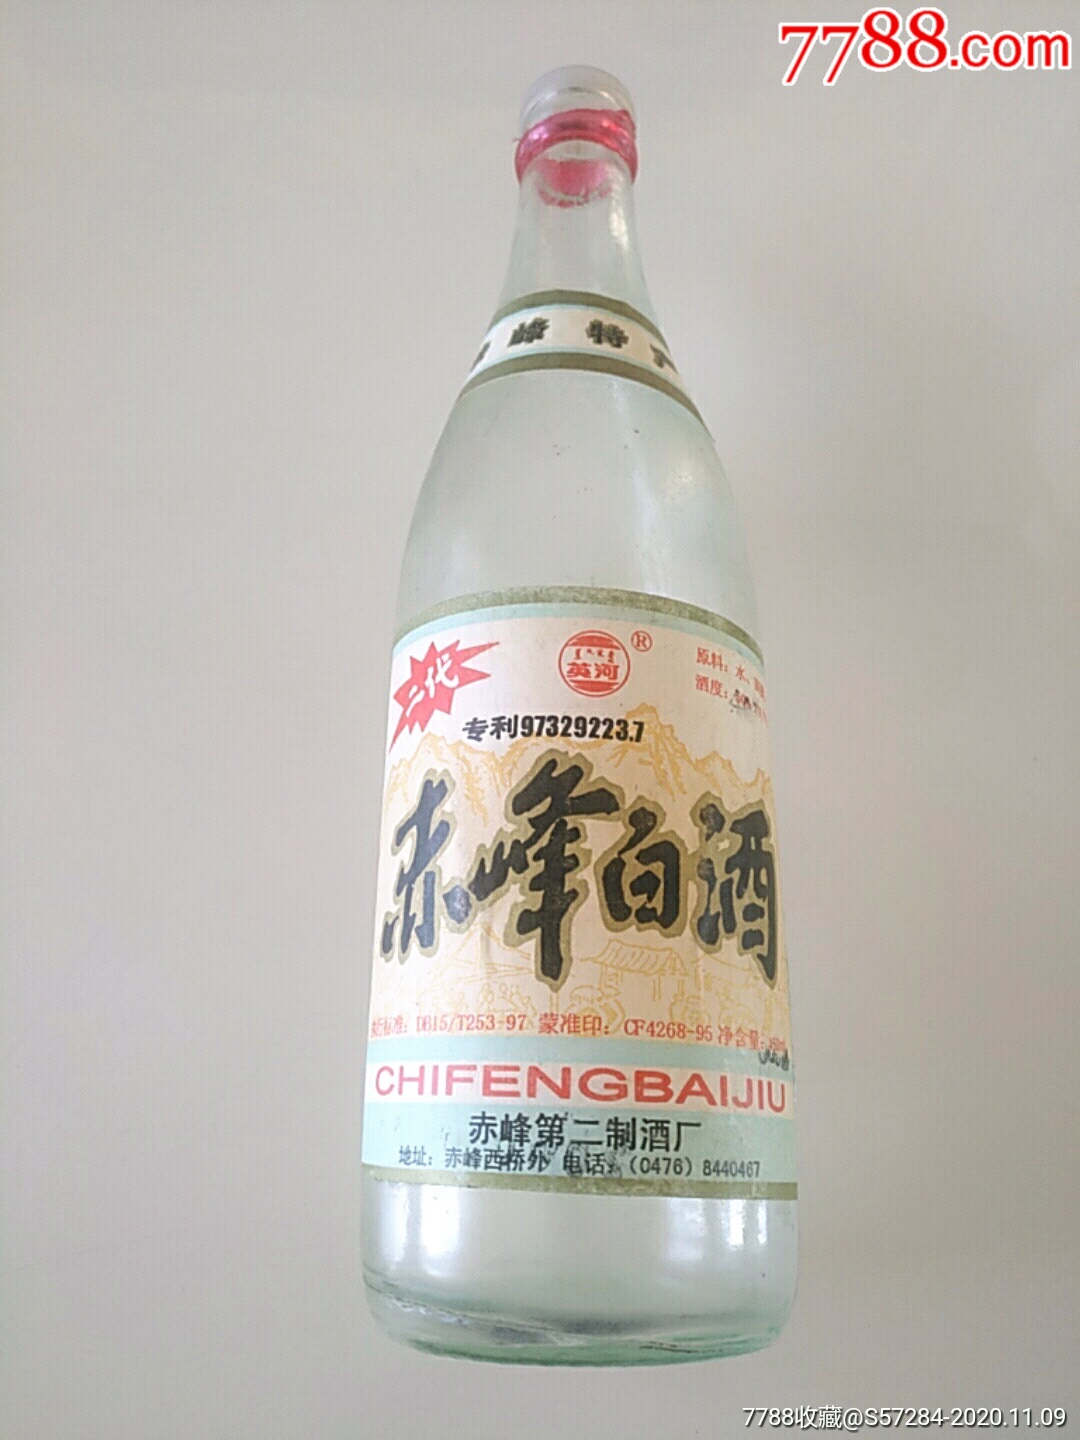 7788.com
峰特
二代
英河
®
原料：水、
酒度：
专利97329223.7
赤峰白酒
标准：DB15/T253-97 蒙准印：CF4268-95 净含量：
CHIFENGBAIJIU
赤峰第二制酒厂
地址：赤峰西桥外 电话：（0476）8440467
7788收藏@S57284-2020.11.09